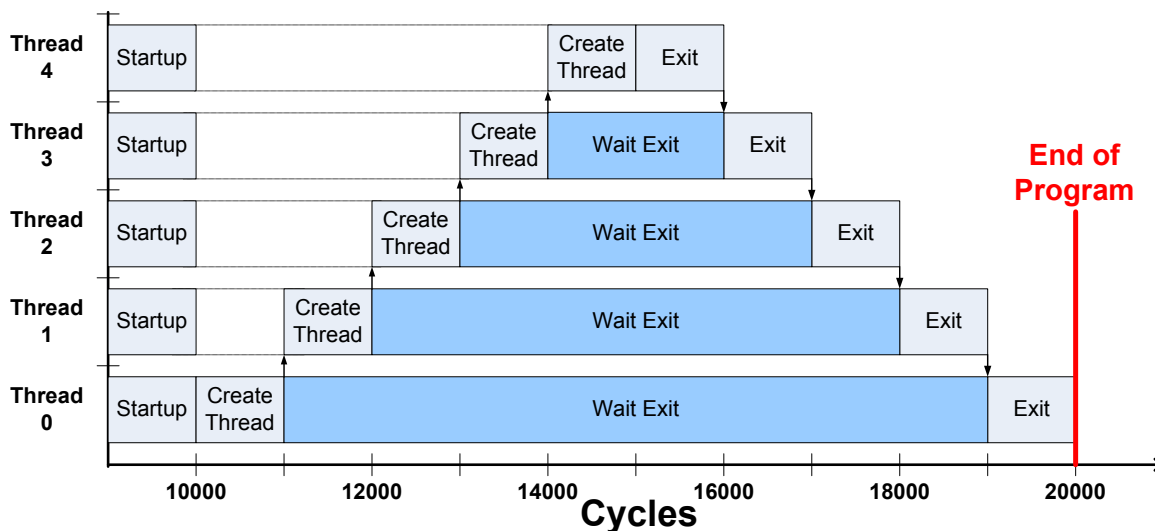 Thread
4
Startup
Create
Thread
Exit
Thread
3
Startup
Create
Thread
Wait Exit
Exit
End of
Program
Thread
2
Startup
Create
Thread
Wait Exit
Exit
Thread
1
Startup
Create
Thread
Wait Exit
Exit
Thread
0
Startup
Create
Thread
Wait Exit
Exit
10000
12000
14000
16000
18000
20000
Cycles